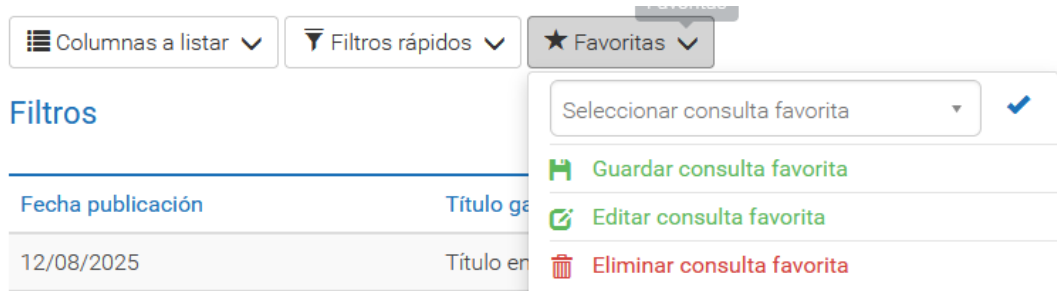 Favoritas
Columnas a listar
Filtros rápidos
Favoritas
Filtros
Seleccionar consulta favorita
Guardar consulta favorita
Fecha publicación
Título ga
Editar consulta favorita
12/08/2025
Título en
Eliminar consulta favorita